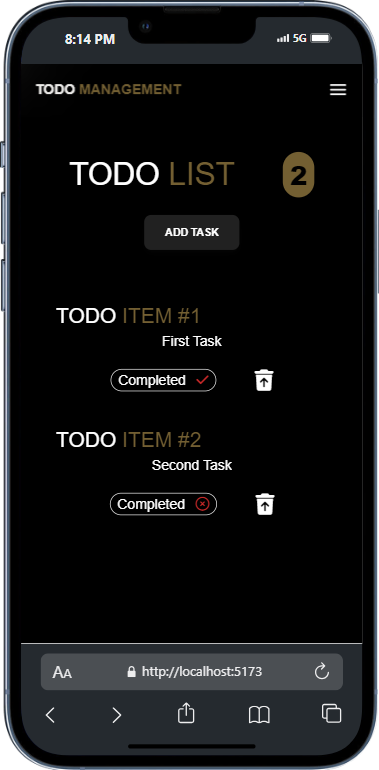 8:14 PM 5G
TODO MANAGEMENT
TODO LIST 2
ADD TASK
TODO ITEM #1
First Task
Completed
TODO ITEM #2
Second Task
Completed
AA http://localhost:5173